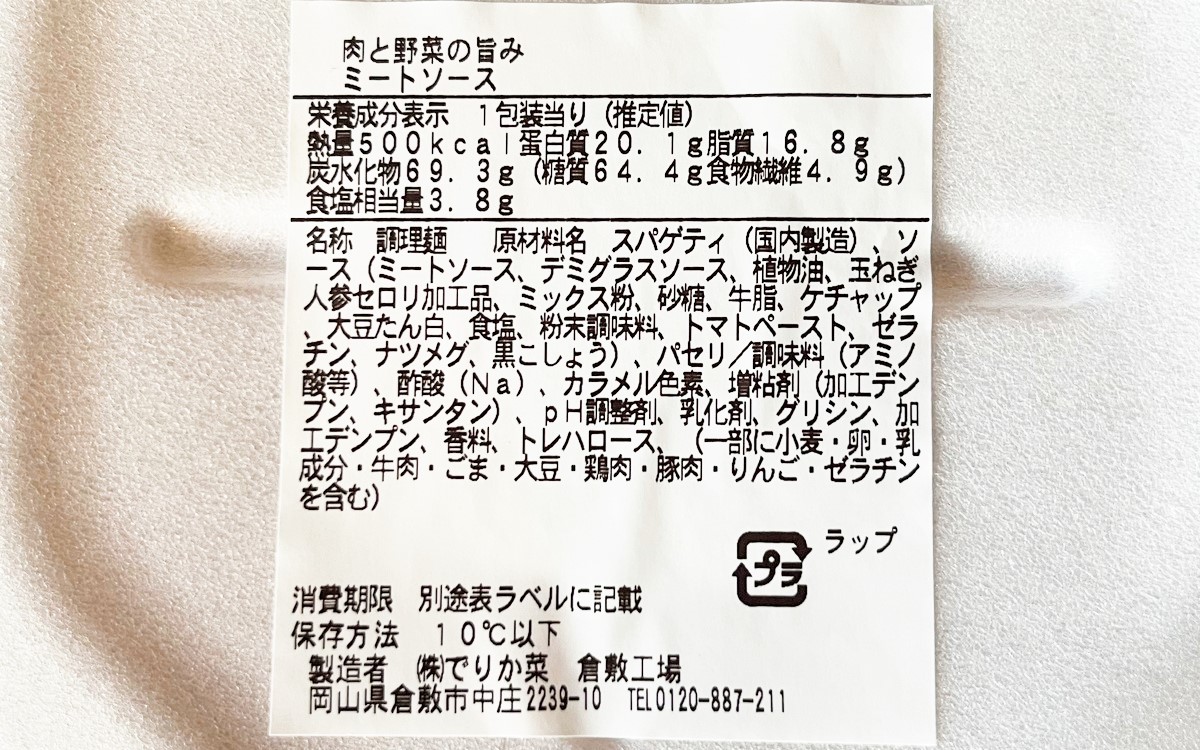 肉と野菜の旨み
ミートソース
栄養成分表示 1包装当り（推定値）
熱量500kcal蛋白質20．1g脂質16．8g
炭水化物69．3g（糖質64．4g食物繊維4．9g）
食塩相当量3．8g
名称 調理麺 原材料名 スパゲティ（国内製造）、ソ
ース（ミートソース、デミグラスソース、植物油、玉ねぎ
人参セロリ加工品、ミックス粉、砂糖、牛脂、ケチャップ
、大豆たん白、食塩、粉末調味料、トマトペースト、ゼラ
チン、ナツメグ、黒こしょう）、パセリ／調味料（アミノ
酸等）、酢酸（Na）、カラメル色素、増粘剤（加工デン
プン、キサンタン）、pH調整剤、乳化剤、グリシン、加
工デンプン、香料、トレハロース、（一部に小麦・卵・乳
成分・牛肉・ごま・大豆・鶏肉・豚肉・りんご・ゼラチン
を含む）
プラ ラップ
消費期限 別途表ラベルに記載
保存方法 10℃以下
製造者 ㈱でりか菜 倉敷工場
岡山県倉敷市中庄2239-10 TEL0120-887-211